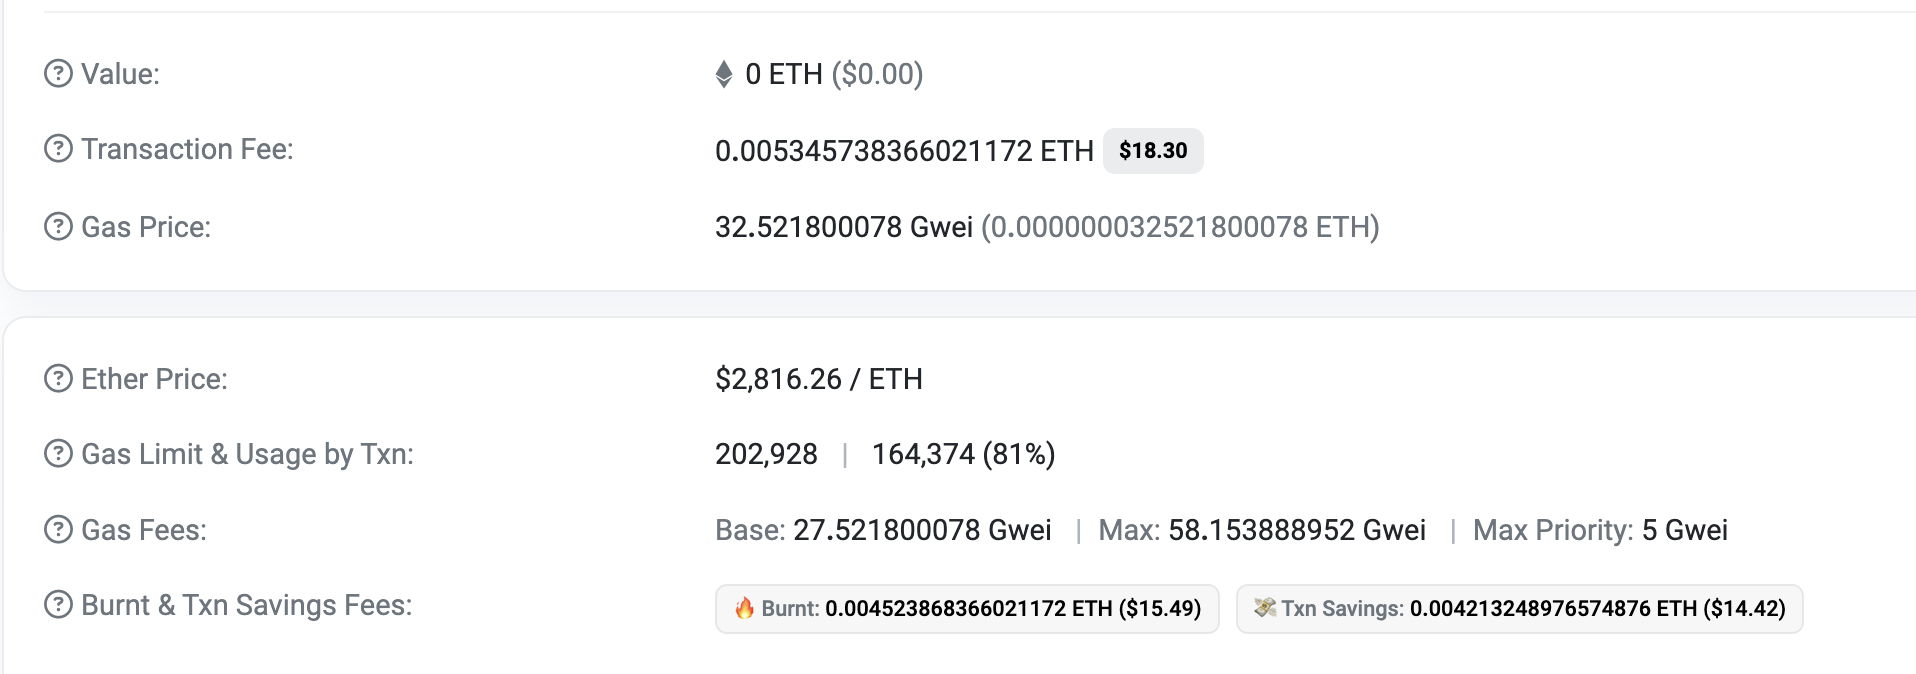 Value: 0 ETH ($0.00)
Transaction Fee: 0.005345738366021172 ETH $18.30
Gas Price: 32.521800078 Gwei (0.000000032521800078 ETH)
Ether Price: $2,816.26 / ETH
Gas Limit & Usage by Txn: 202,928 | 164,374 (81%)
Gas Fees: Base: 27.521800078 Gwei | Max: 58.153888952 Gwei | Max Priority: 5 Gwei
Burnt & Txn Savings Fees: 🔥 Burnt: 0.004523868366021172 ETH ($15.49) 💸 Txn Savings: 0.004213248976574876 ETH ($14.42)